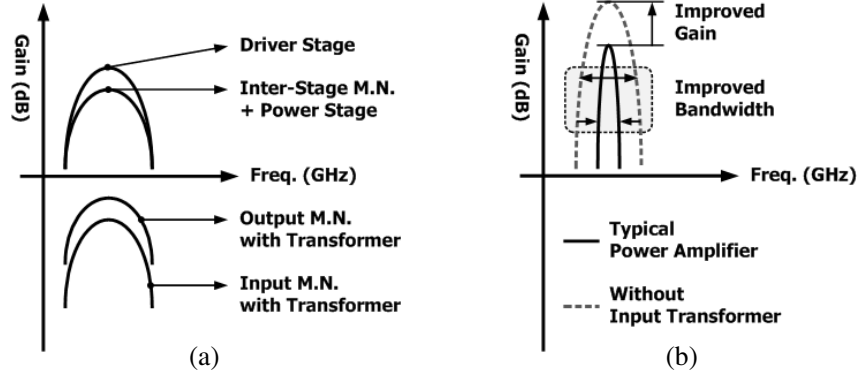 Gain (dB)
Driver Stage
Inter-Stage M.N.
+ Power Stage
Freq. (GHz)
Output M.N.
with Transformer
Input M.N.
with Transformer
(a)
Gain (dB)
Improved
Gain
Improved
Bandwidth
Freq. (GHz)
Typical
Power Amplifier
Without
Input Transformer
(b)